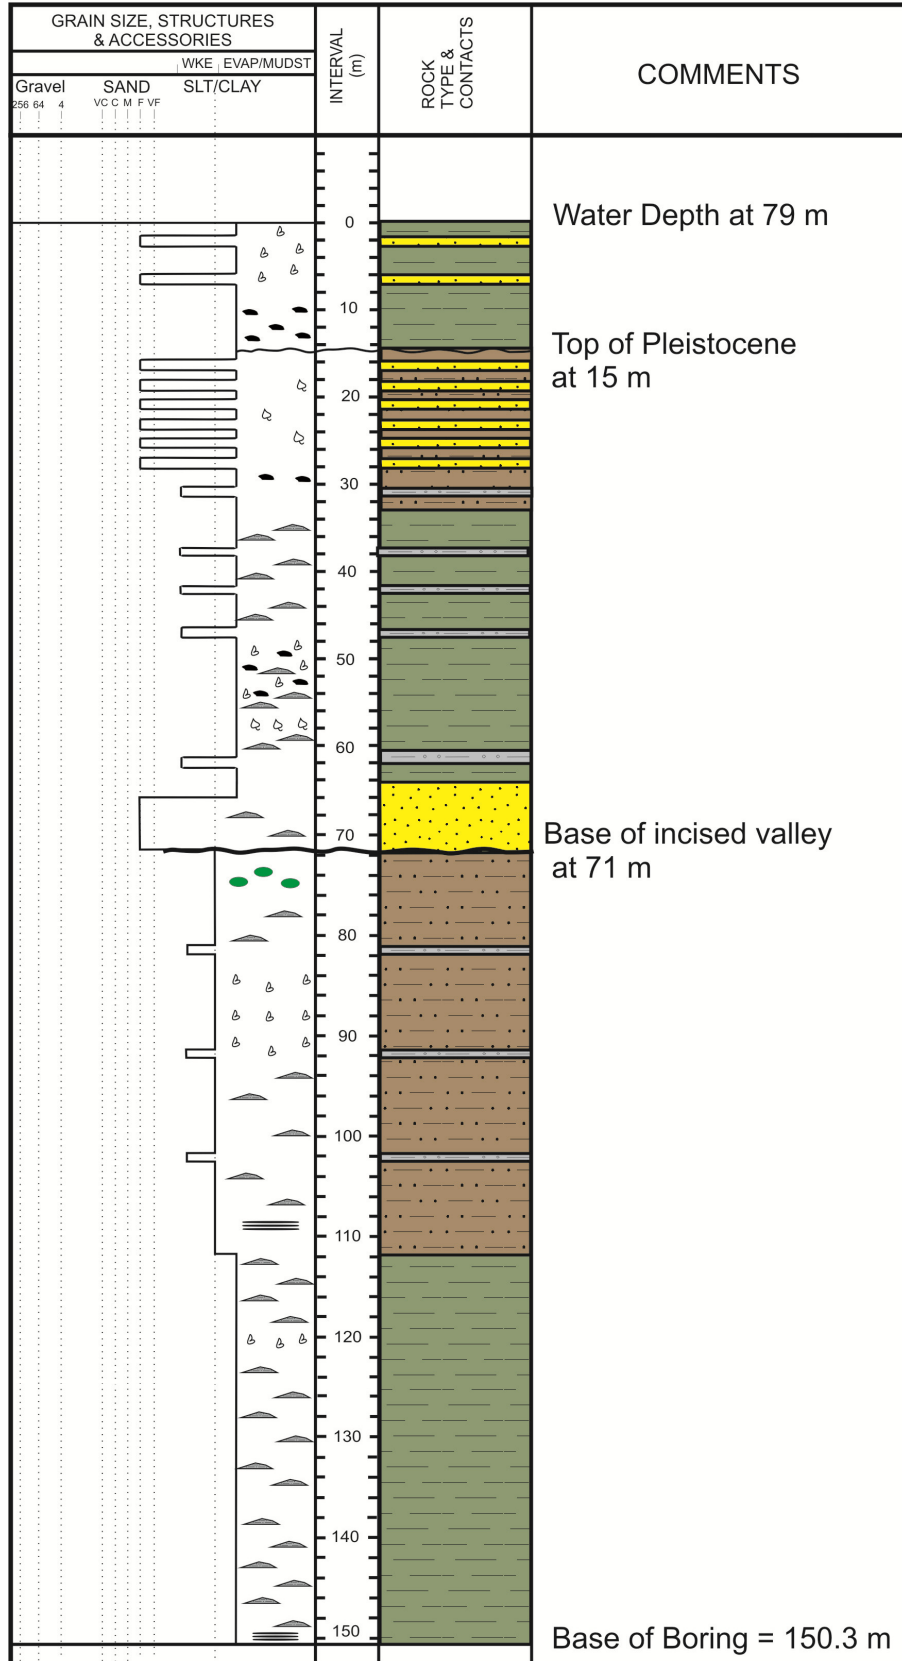 GRAIN SIZE, STRUCTURES
& ACCESSORIES
WKE EVAP/MUDST
Gravel SAND SLT/CLAY
256 64 4 VC C M F VF
INTERVAL
(m)
ROCK
TYPE &
CONTACTS
COMMENTS
0
Water Depth at 79 m
10
Top of Pleistocene
at 15 m
20
30
40
50
60
70
Base of incised valley
at 71 m
80
90
100
110
120
130
140
150
Base of Boring = 150.3 m